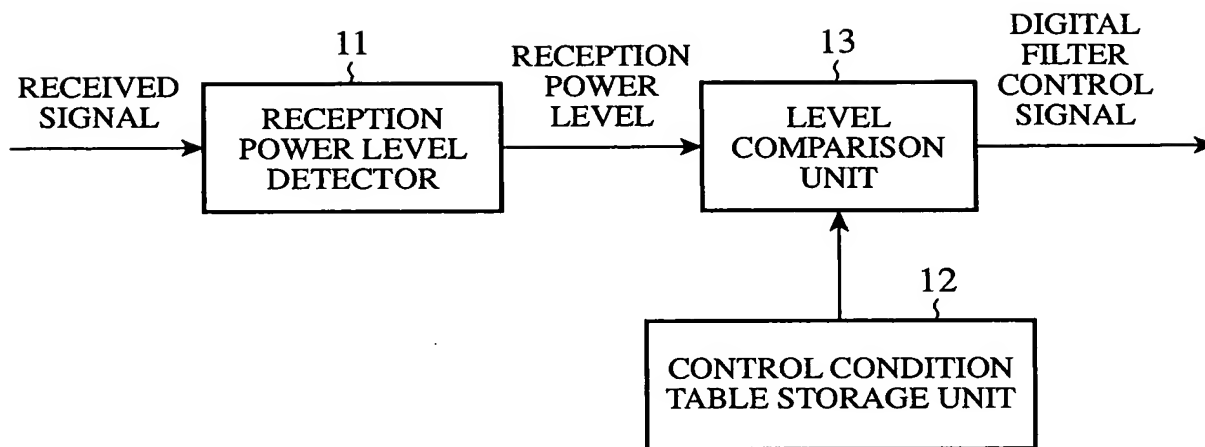 RECEIVED
SIGNAL
11
RECEPTION
POWER LEVEL
DETECTOR
RECEPTION
POWER
LEVEL
13
LEVEL
COMPARISON
UNIT
DIGITAL
FILTER
CONTROL
SIGNAL
12
CONTROL CONDITION
TABLE STORAGE UNIT